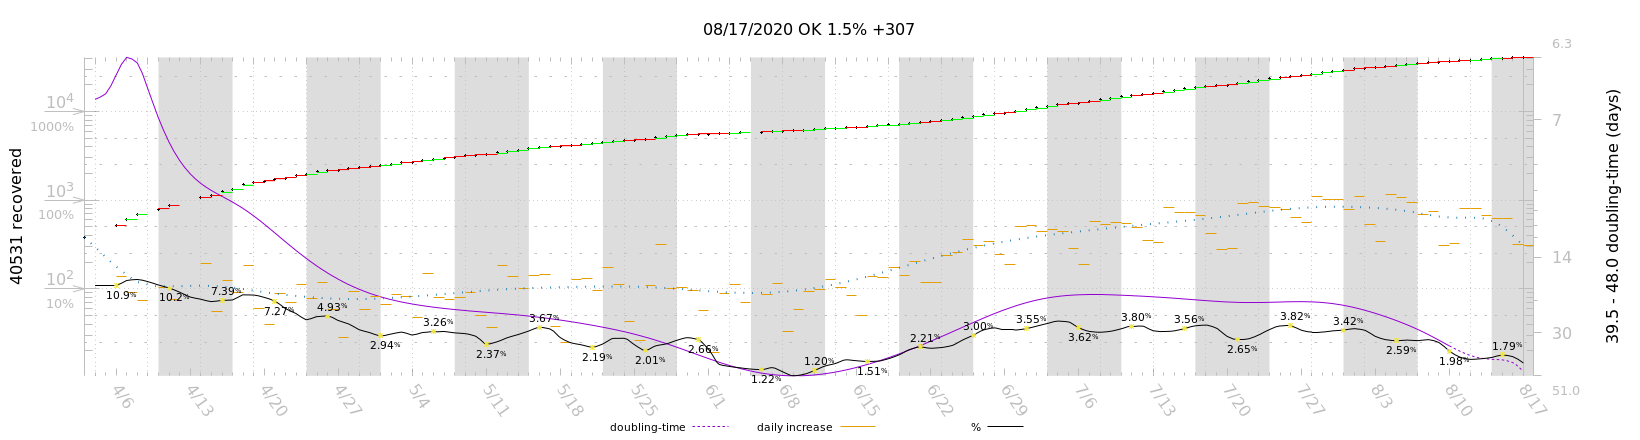 08/17/2020 OK 1.5% +307
40531 recovered
10^4
1000%
10^3
100%
10^2
10%
10.9% 10.2% 7.39% 7.27% 4.93% 2.94% 3.26% 2.37% 3.67% 2.19% 2.01% 2.66% 1.22% 1.20% 1.51% 2.21% 3.00% 3.55% 3.62% 3.80% 3.56% 2.65% 3.82% 3.42% 2.59% 1.98% 1.79%
6.3
7
14
30
51.0
39.5 - 48.0 doubling-time (days)
4/6 4/13 4/20 4/27 5/4 5/11 5/18 5/25 6/1 6/8 6/15 6/22 6/29 7/6 7/13 7/20 7/27 8/3 8/10 8/17
doubling-time daily increase %